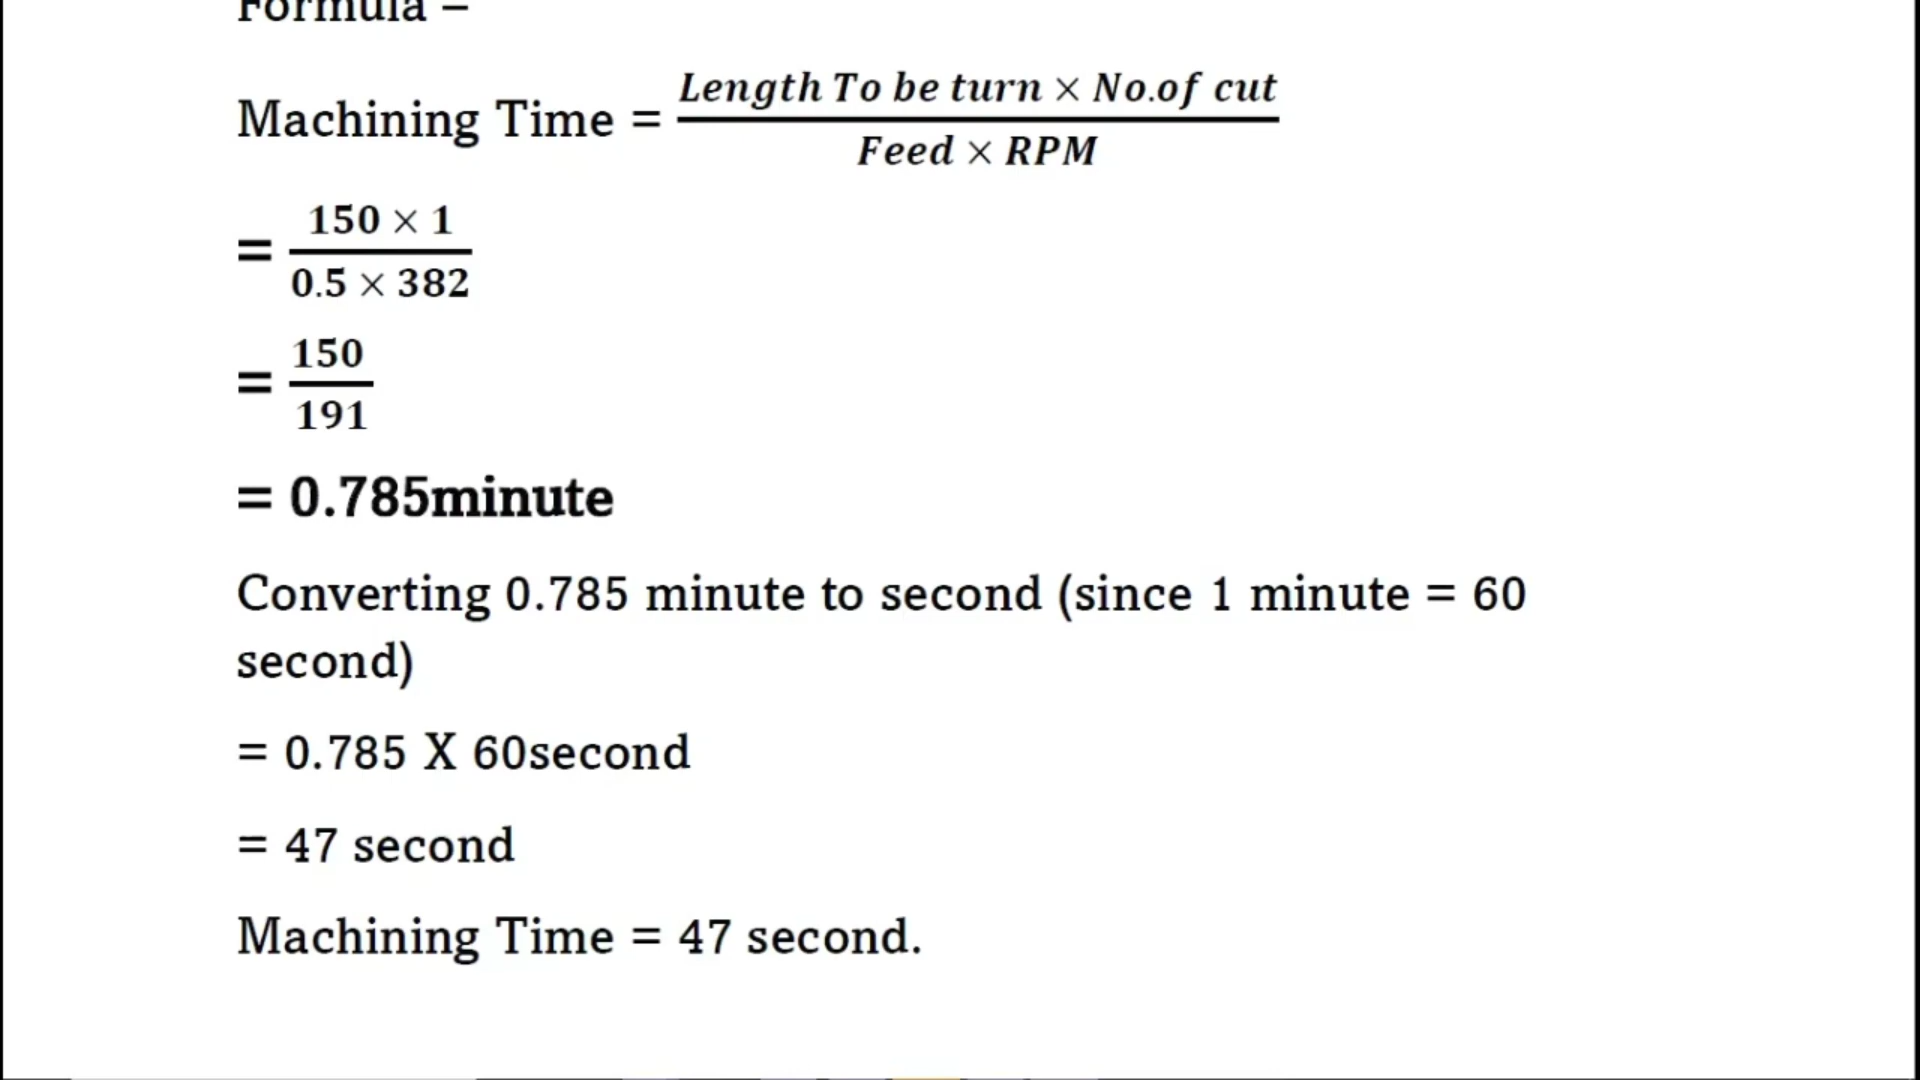 Formula –
Machining Time = Length To be turn × No.of cut / Feed × RPM
= 150 × 1 / 0.5 × 382
= 150 / 191
= 0.785minute
Converting 0.785 minute to second (since 1 minute = 60
second)
= 0.785 X 60second
= 47 second
Machining Time = 47 second.